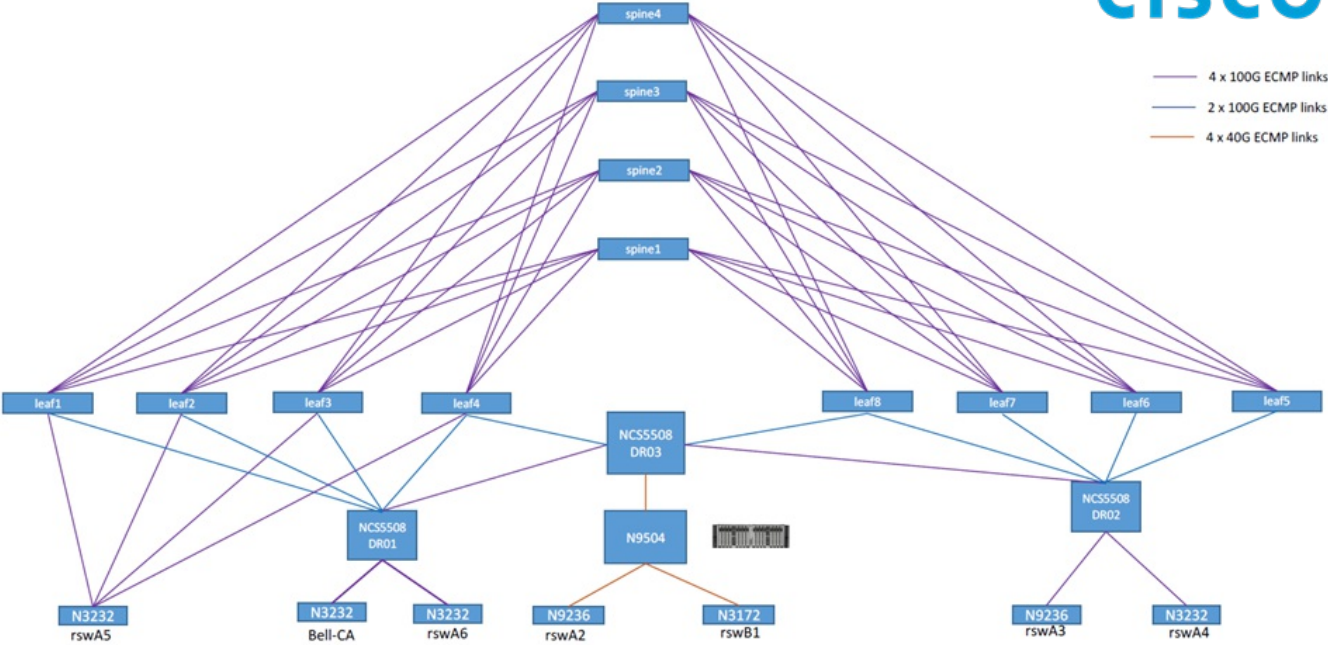 spine4
CISCO
4 x 100G ECMP links
spine3
2 x 100G ECMP links
4 x 40G ECMP links
spine2
spine1
leaf1
leaf2
leaf3
leaf4
leaf8
leaf7
leaf6
leaf5
NCS5508
DR03
NCS5508
DR02
NCS5508
DR01
N9504
N3232
rswA5
N3232
Bell-CA
N3232
rswA6
N9236
rswA2
N3172
rswB1
N9236
rswA3
N3232
rswA4